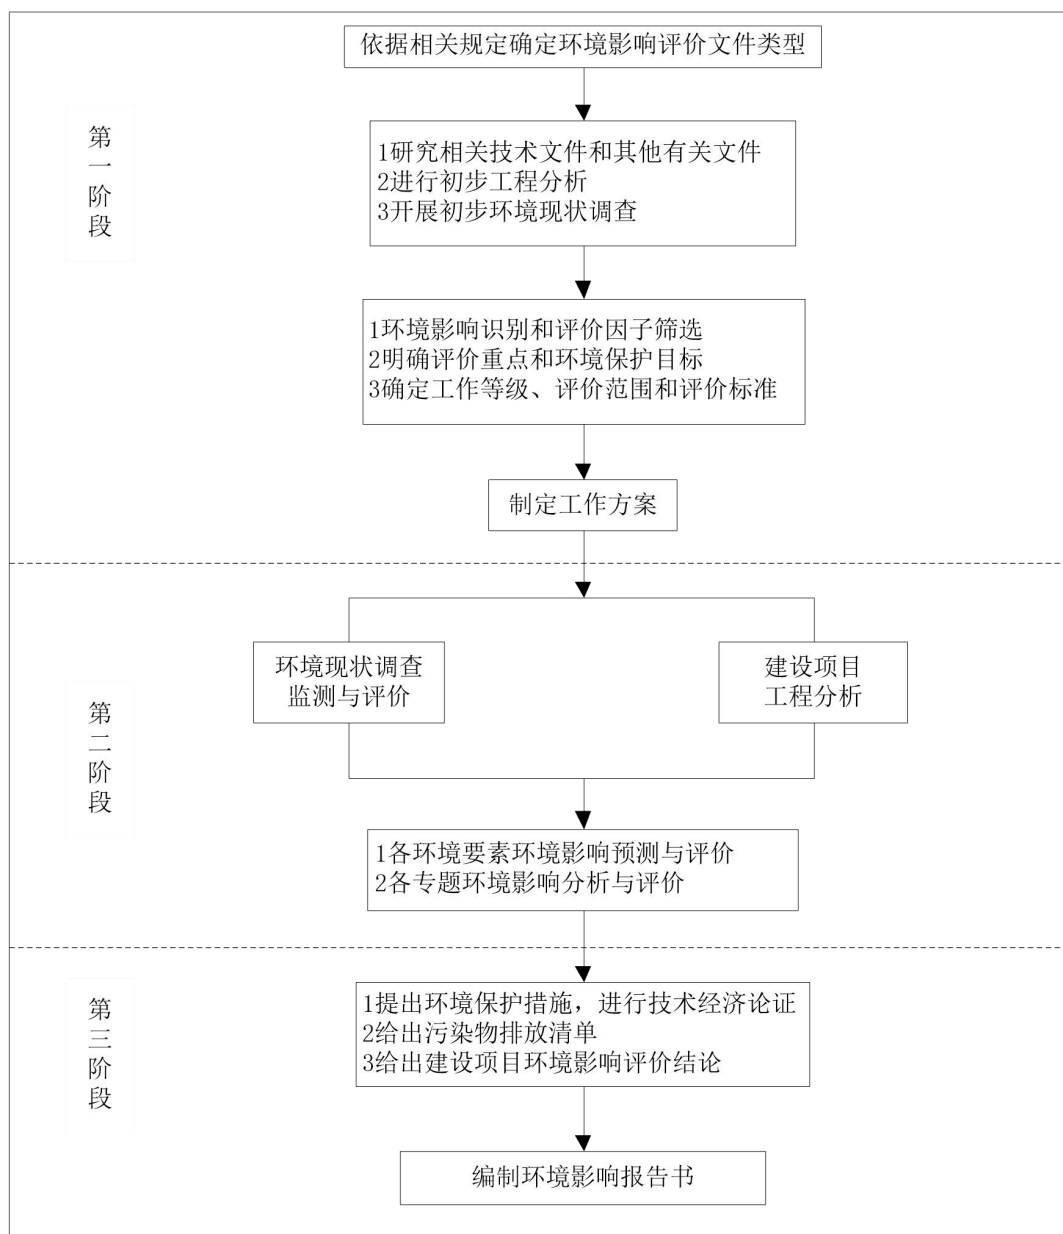 依据相关规定确定环境影响评价文件类型
第一阶段
1研究相关技术文件和其他有关文件
2进行初步工程分析
3开展初步环境现状调查
1环境影响识别和评价因子筛选
2明确评价重点和环境保护目标
3确定工作等级、评价范围和评价标准
制定工作方案
第二阶段
环境现状调查
监测与评价
建设项目
工程分析
1各环境要素环境影响预测与评价
2各专题环境影响分析与评价
第三阶段
1提出环境保护措施，进行技术经济论证
2给出污染物排放清单
3给出建设项目环境影响评价结论
编制环境影响报告书